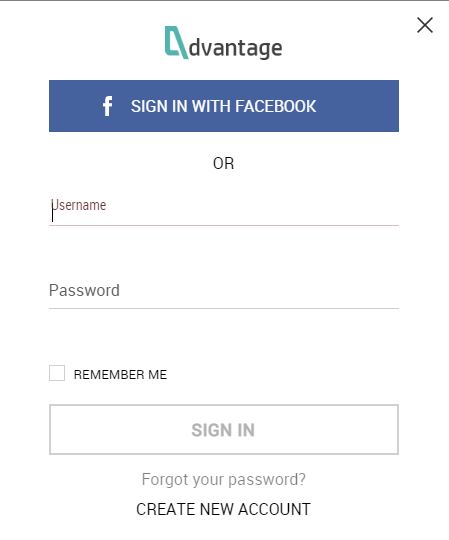 Advantage
SIGN IN WITH FACEBOOK
OR
Username
Password
REMEMBER ME
SIGN IN
Forgot your password?
CREATE NEW ACCOUNT